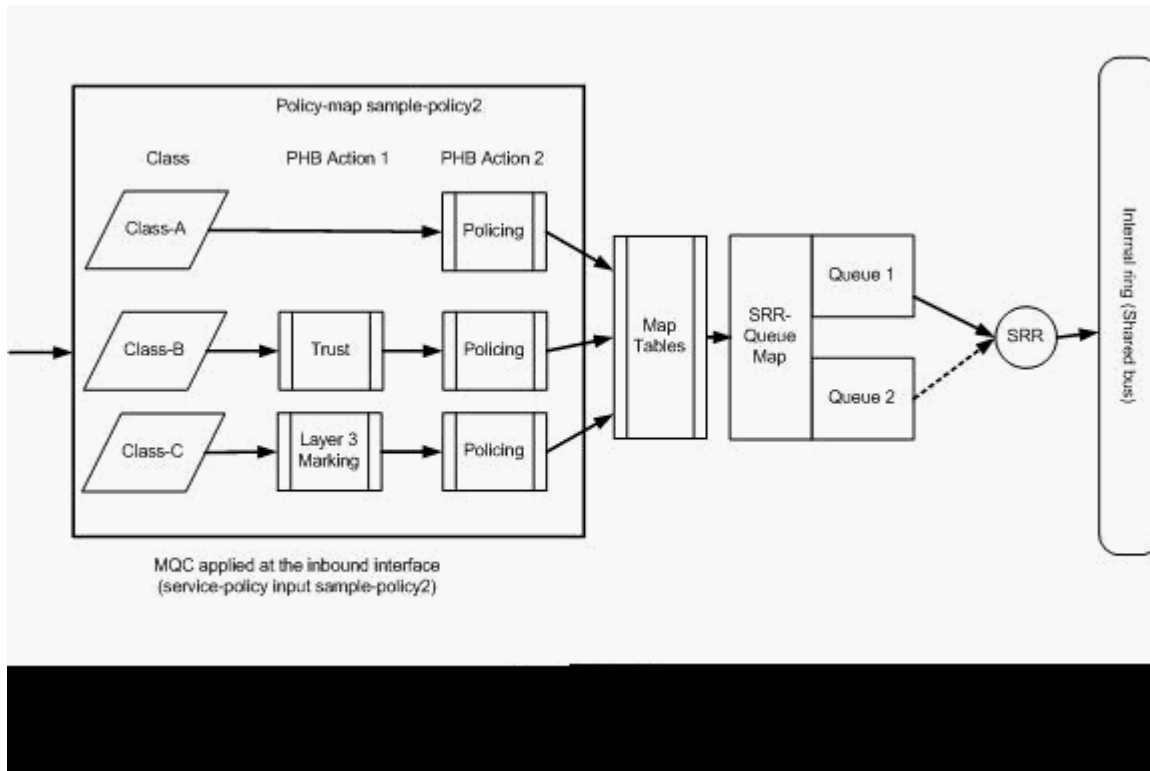 Policy-map sample-policy2
Class
PHB Action 1
PHB Action 2
Class-A
Policing
Class-B
Trust
Policing
Class-C
Layer 3
Marking
Policing
Map
Tables
SRR-
Queue
Map
Queue 1
Queue 2
SRR
Internal ring (Shared bus)
MQC applied at the inbound interface
(service-policy input sample-policy2)